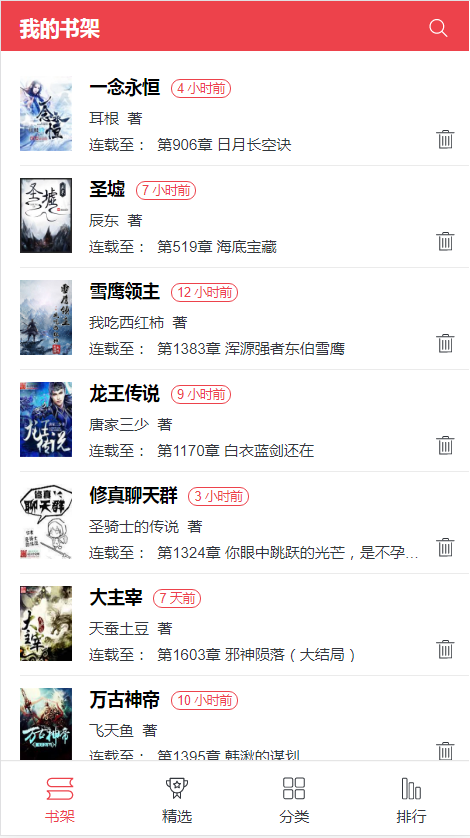 我的书架
一念永恒 4 小时前
耳根 著
连载至： 第906章 日月长空诀
圣墟 7 小时前
辰东 著
连载至： 第519章 海底宝藏
雪鹰领主 12 小时前
我吃西红柿 著
连载至： 第1383章 浑源强者东伯雪鹰
龙王传说 9 小时前
唐家三少 著
连载至： 第1170章 白衣蓝剑还在
修真聊天群 3 小时前
圣骑士的传说 著
连载至： 第1324章 你眼中跳跃的光芒，是不孕…
大主宰 7 天前
天蚕土豆 著
连载至： 第1603章 邪神陨落（大结局）
万古神帝 10 小时前
飞天鱼 著
连载至： 第1395章 韩湫的谋划
书架 精选 分类 排行